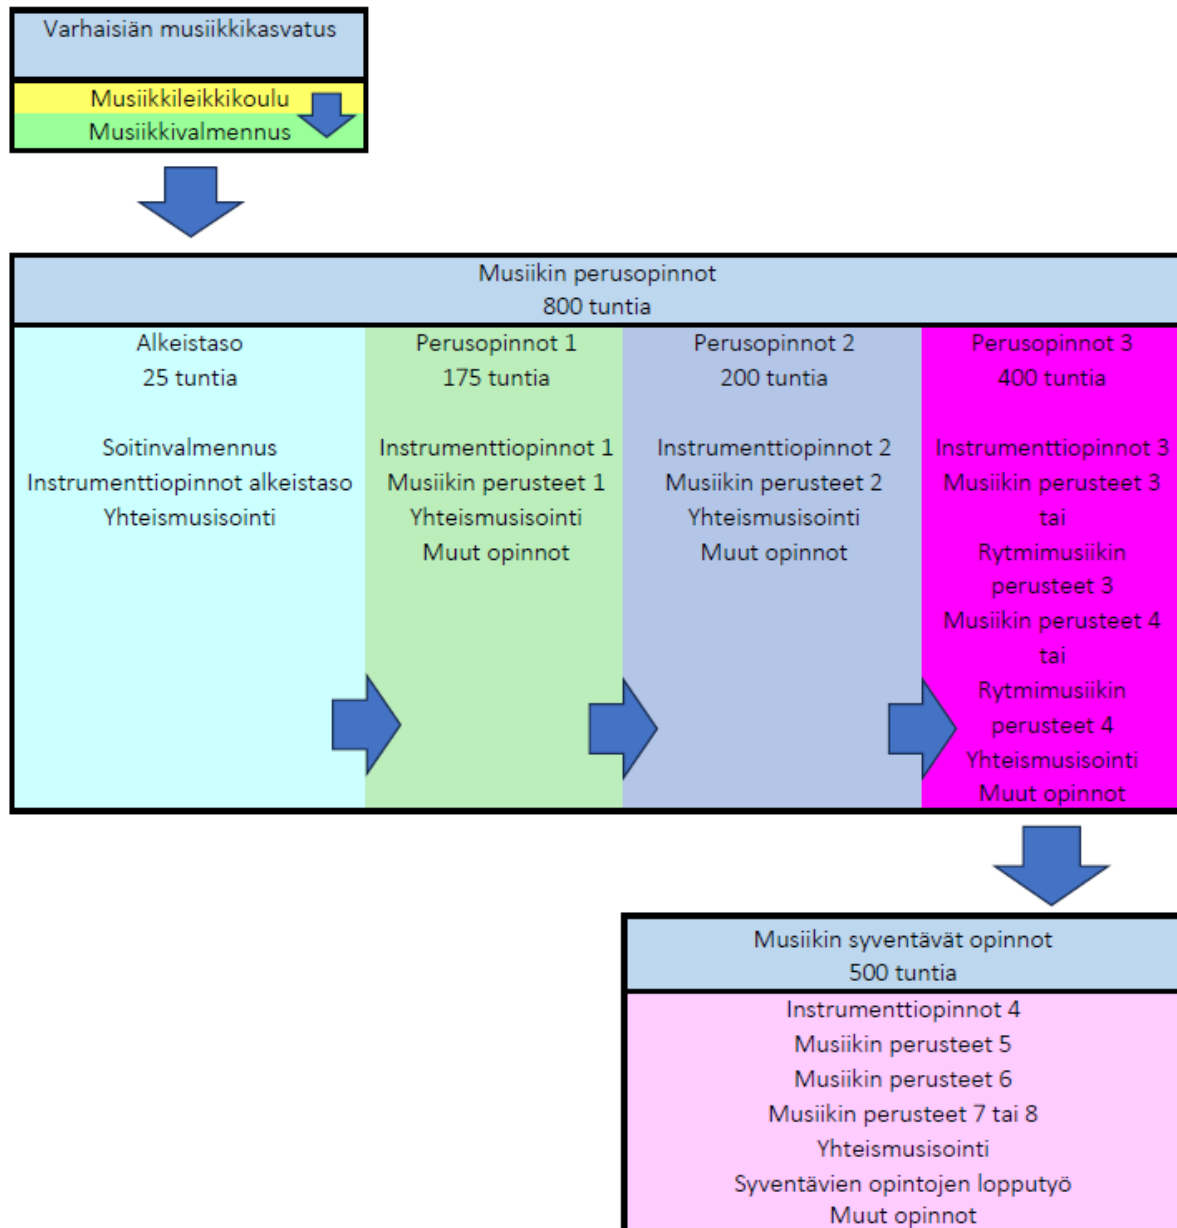 Varhaisiän musiikkikasvatus
Musiikkileikkikoulu
Musiikkivalmennus
Musiikin perusopinnot
800 tuntia
Alkeistaso
25 tuntia
Soitinvalmennus
Instrumenttiopinnot alkeistaso
Yhteismusisointi
Perusopinnot 1
175 tuntia
Instrumenttiopinnot 1
Musiikin perusteet 1
Yhteismusisointi
Muut opinnot
Perusopinnot 2
200 tuntia
Instrumenttiopinnot 2
Musiikin perusteet 2
Yhteismusisointi
Muut opinnot
Perusopinnot 3
400 tuntia
Instrumenttiopinnot 3
Musiikin perusteet 3
tai
Rytmimusiikin
perusteet 3
Musiikin perusteet 4
tai
Rytmimusiikin
perusteet 4
Yhteismusisointi
Muut opinnot
Musiikin syventävät opinnot
500 tuntia
Instrumenttiopinnot 4
Musiikin perusteet 5
Musiikin perusteet 6
Musiikin perusteet 7 tai 8
Yhteismusisointi
Syventävien opintojen lopputyö
Muut opinnot